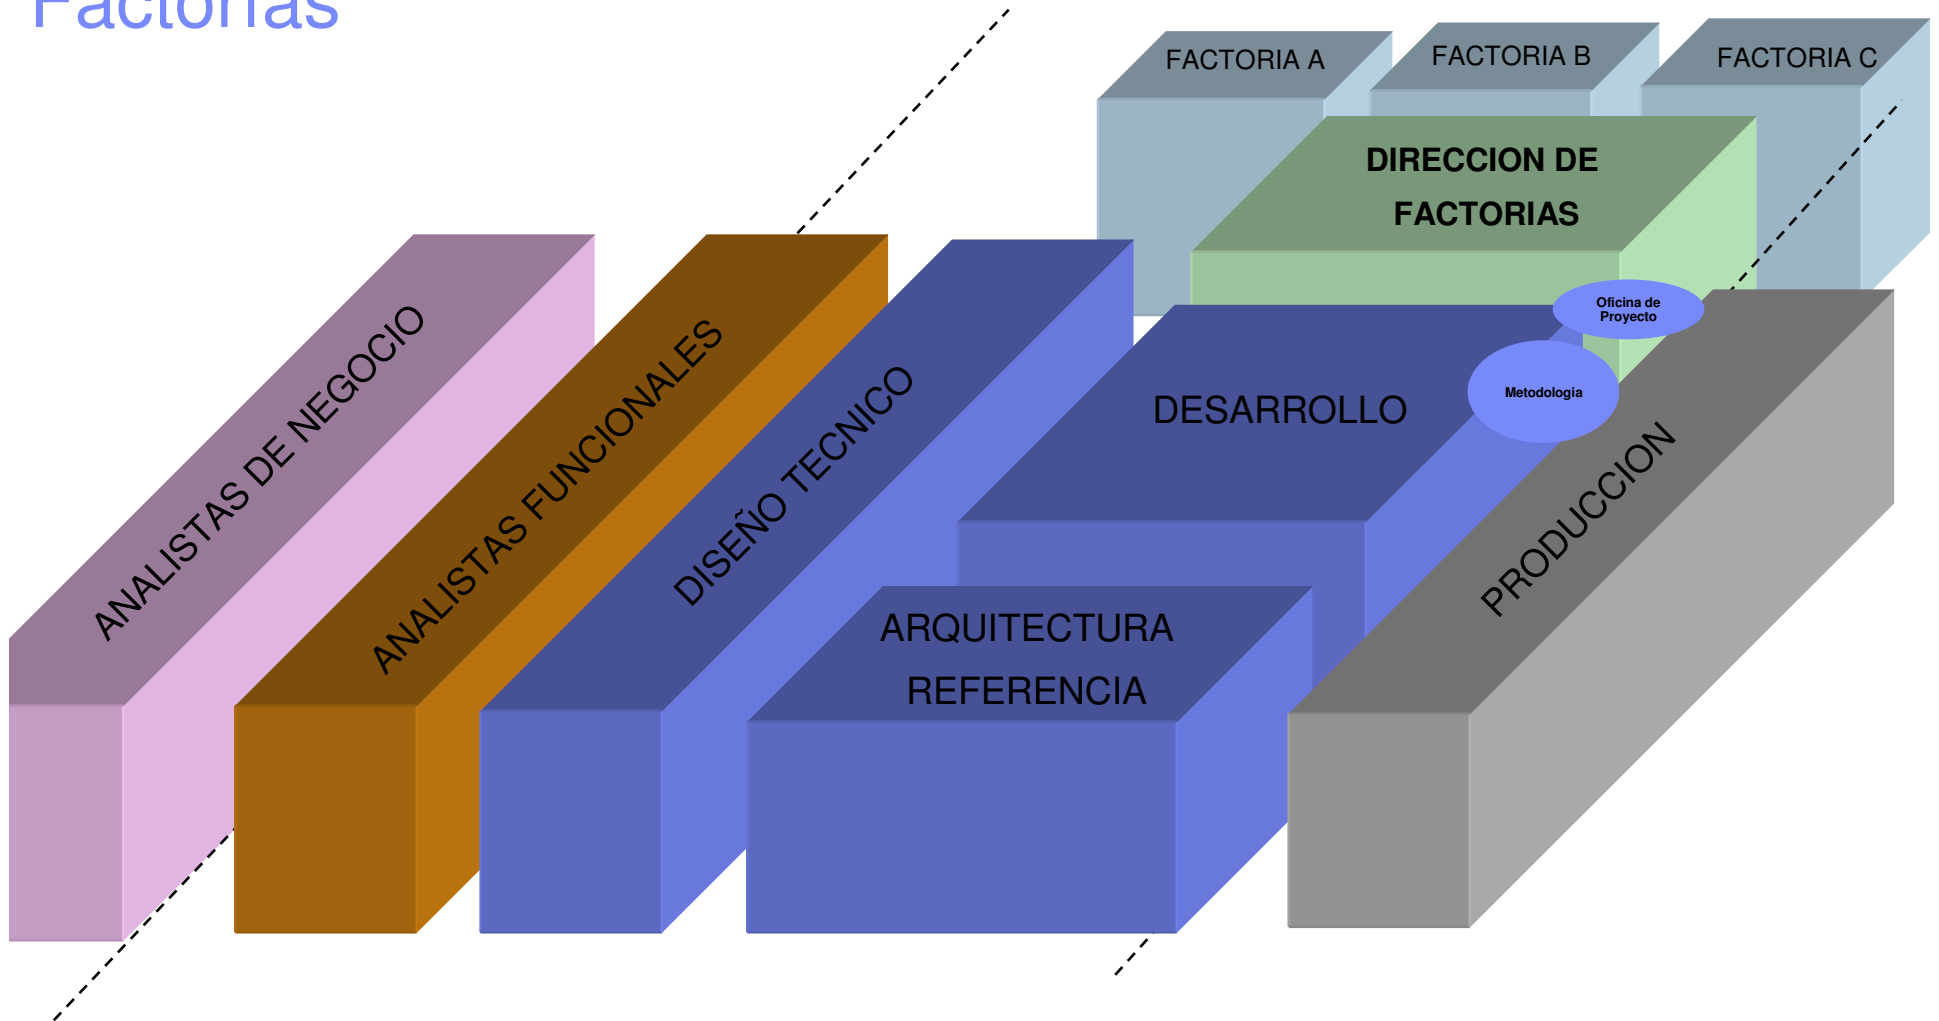 Factorías
FACTORIA A
FACTORIA B
FACTORIA C
DIRECCION DE
FACTORIAS
Oficina de
Proyecto
Metodologia
ANALISTAS DE NEGOCIO
ANALISTAS FUNCIONALES
DISEÑO TECNICO
DESARROLLO
PRODUCCION
ARQUITECTURA
REFERENCIA